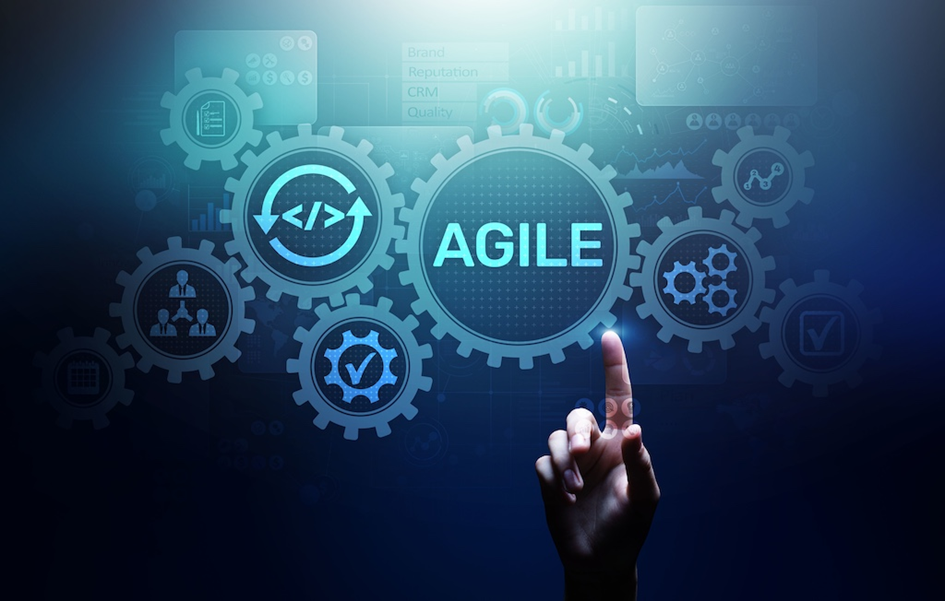 Brand
Reputation
CRM
Quality
</>
AGILE